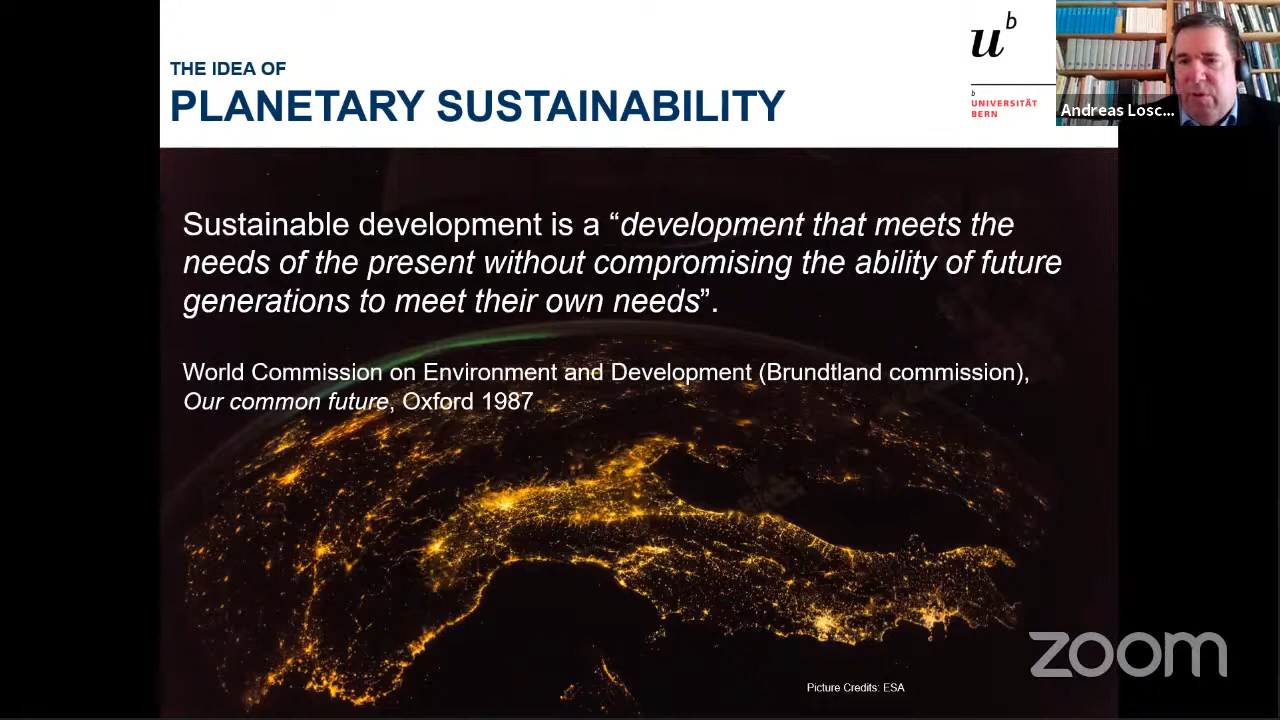 THE IDEA OF
PLANETARY SUSTAINABILITY
u
b
b
UNIVERSITÄT
BERN
Andreas Losc...
Sustainable development is a “development that meets the
needs of the present without compromising the ability of future
generations to meet their own needs”.
World Commission on Environment and Development (Brundtland commission),
Our common future, Oxford 1987
zoom
Picture Credits: ESA